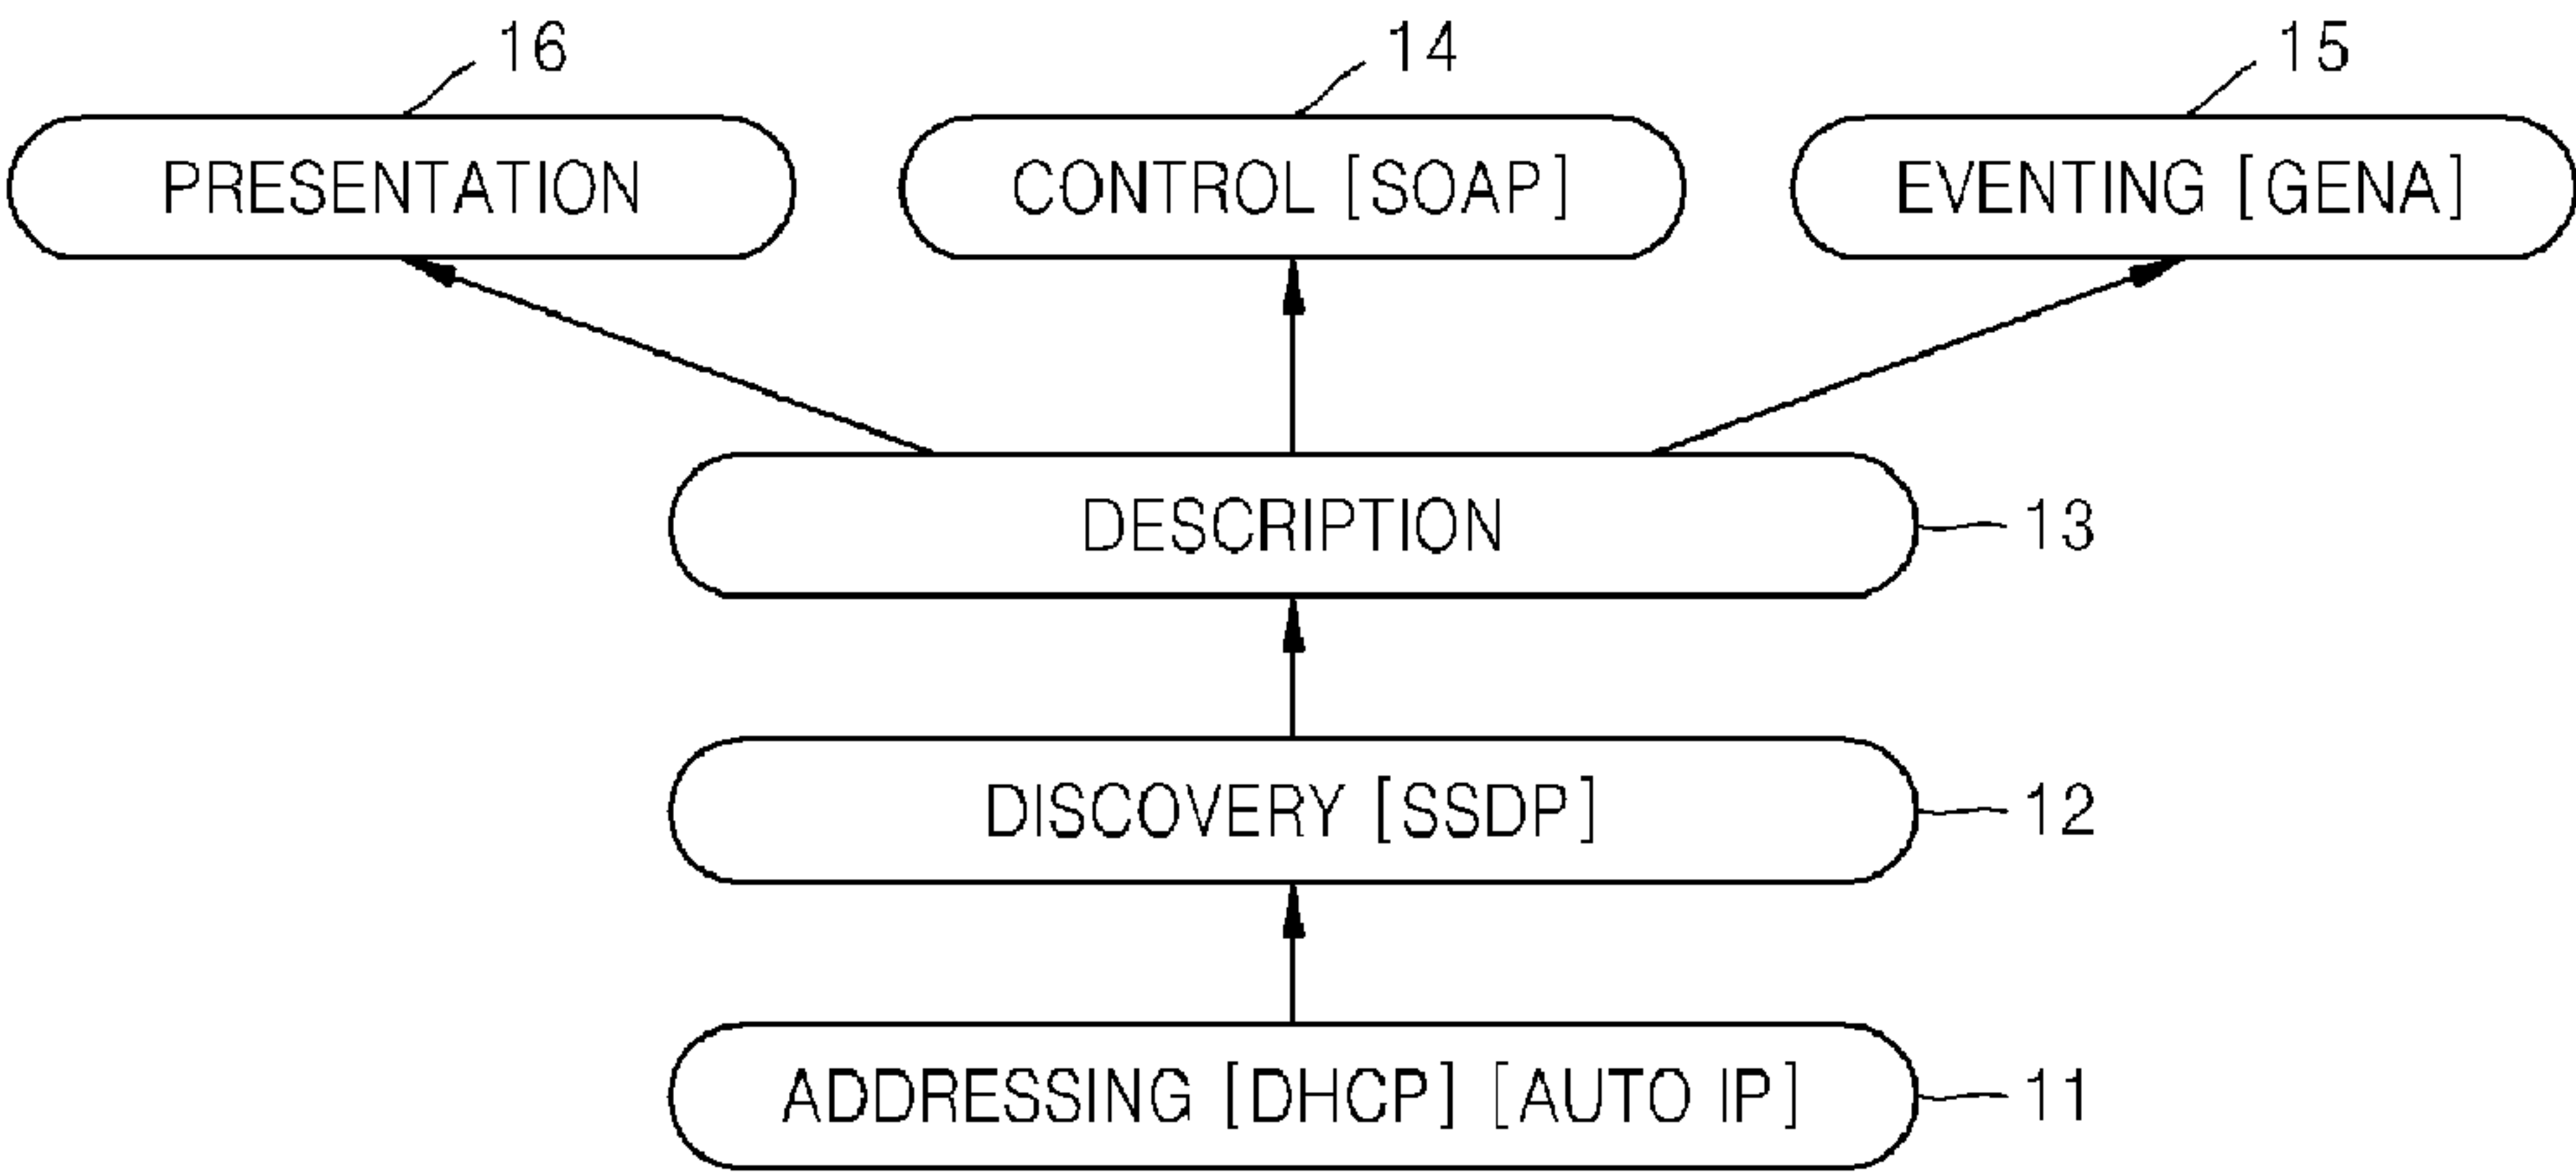 16
14
15
PRESENTATION
CONTROL [SOAP]
EVENTING [GENA]
DESCRIPTION
13
DISCOVERY [SSDP]
12
ADDRESSING [DHCP] [AUTO IP]
11